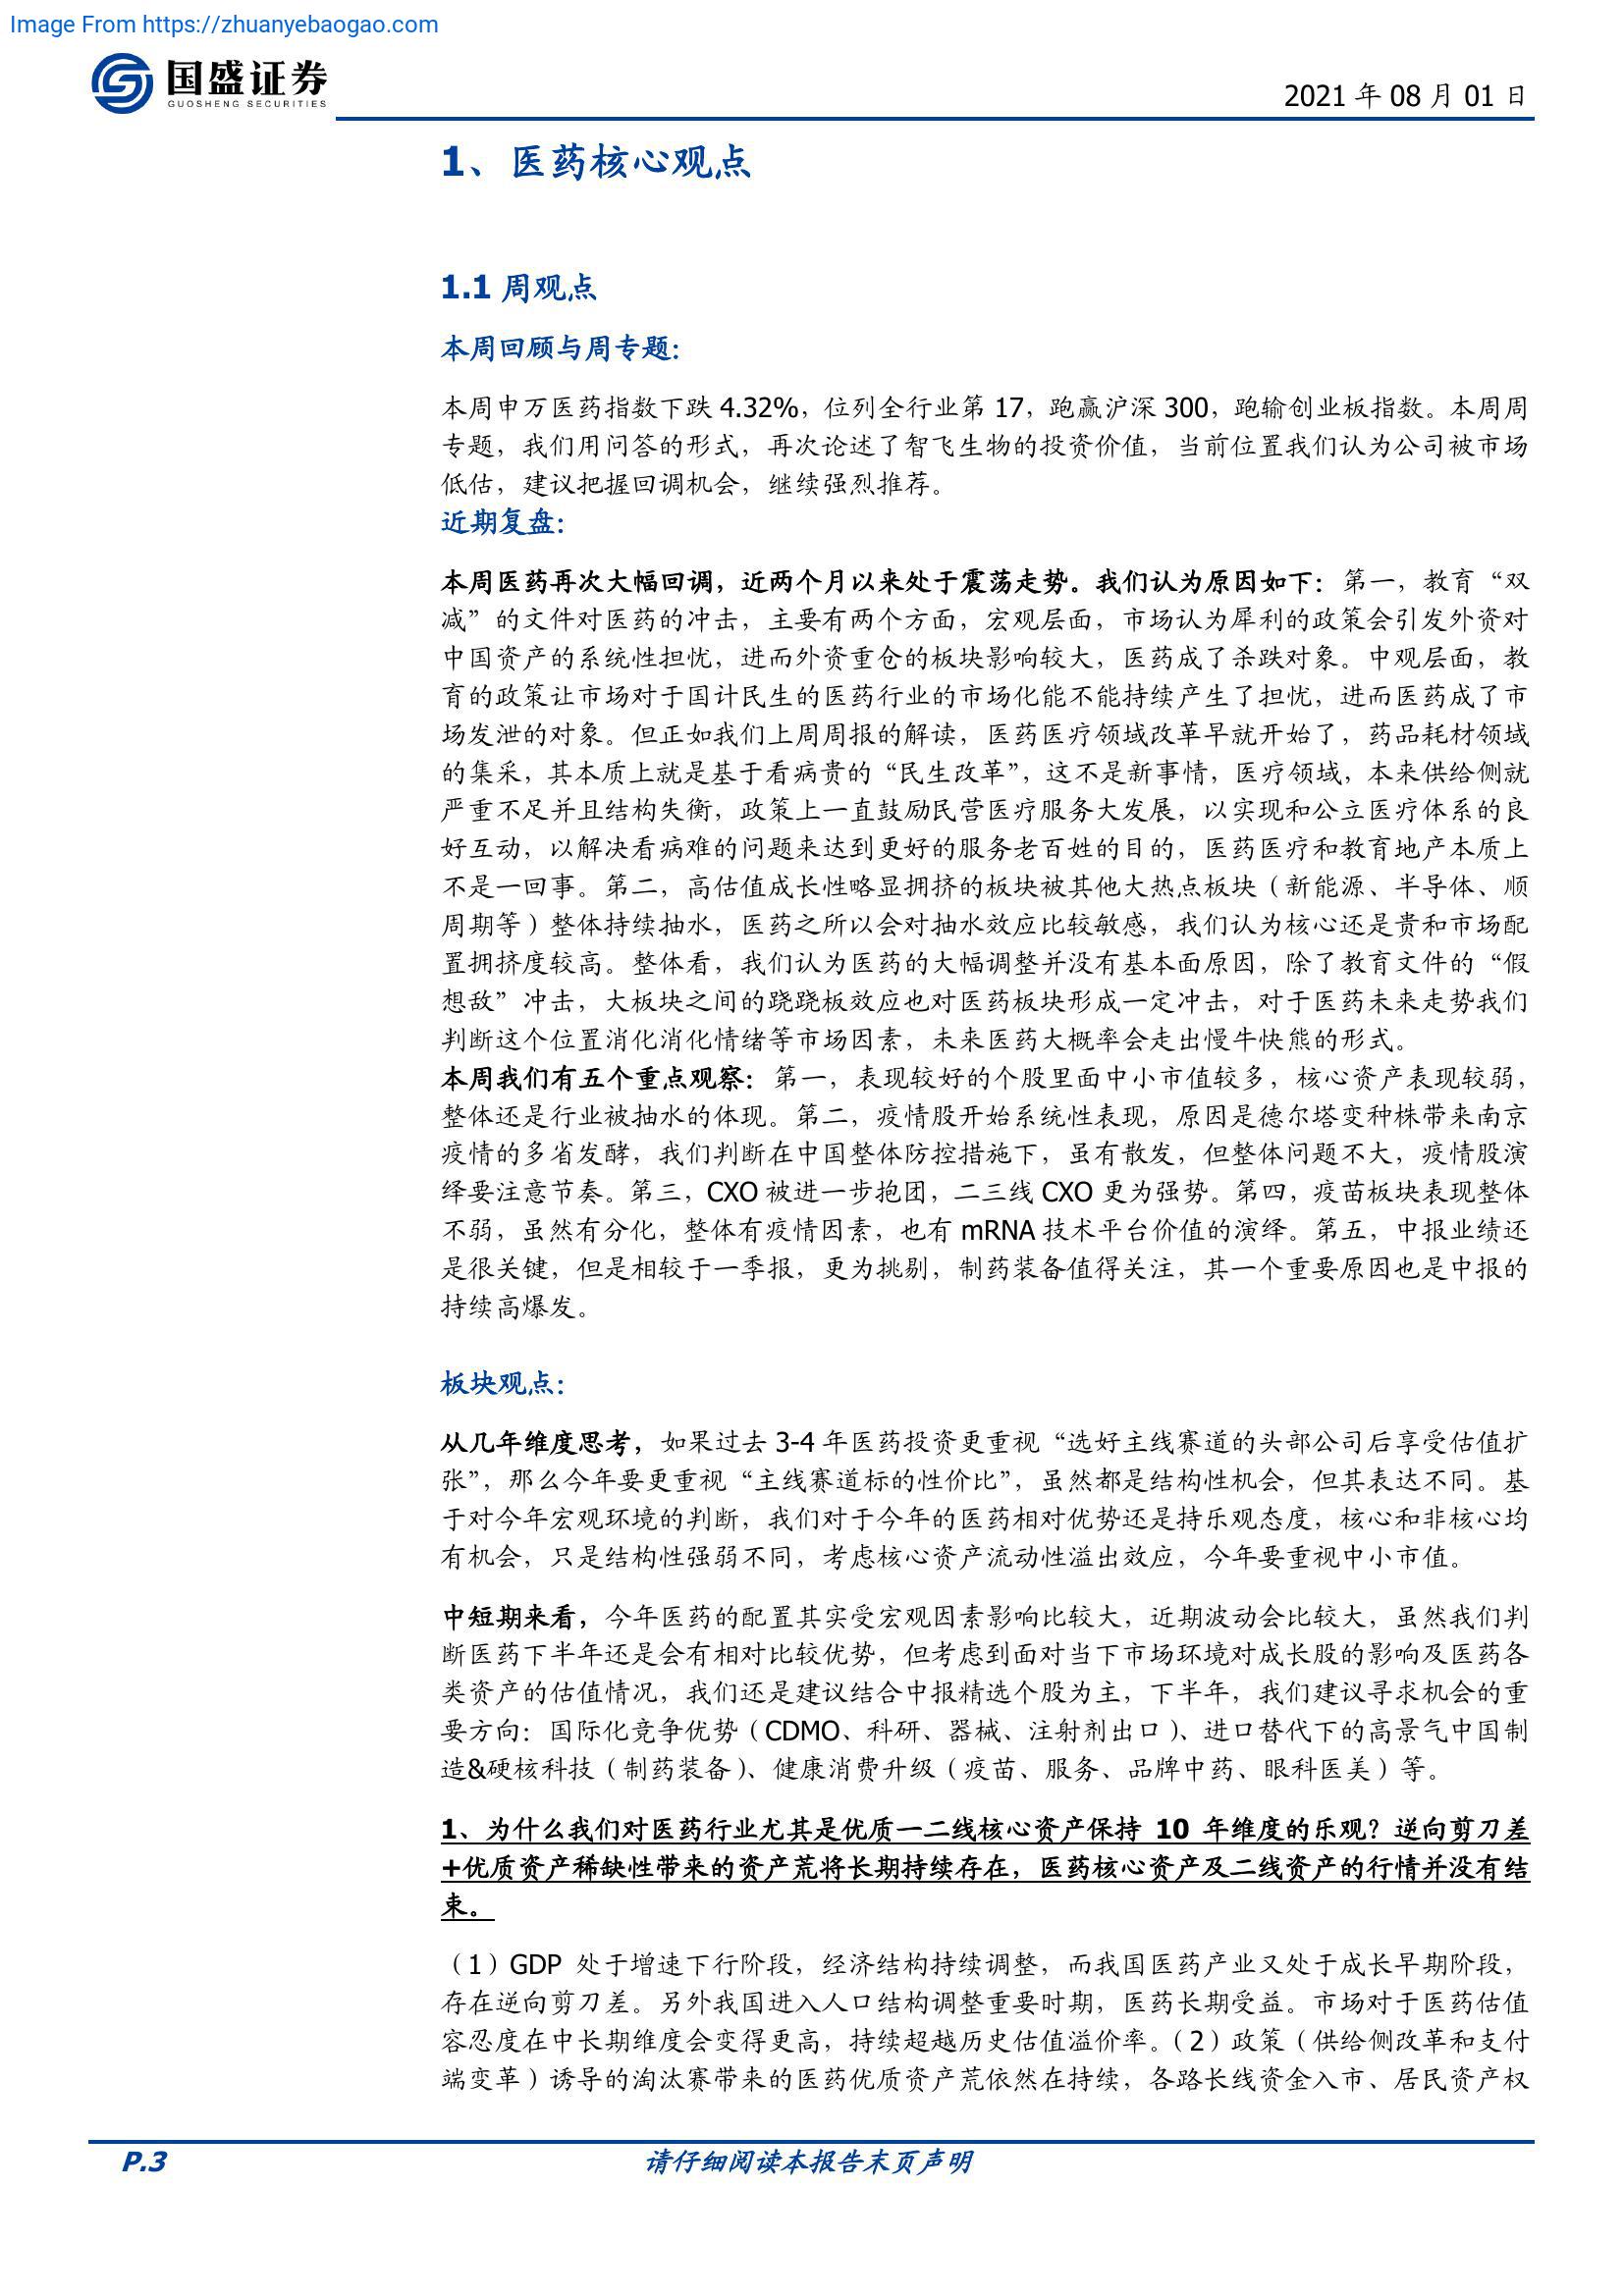 Image From https://zhuanyebaogao.com
国盛证券
GUOSHENG SECURITIES
2021 年 08 月 01 日
1、医药核心观点
1.1 周观点
本周回顾与周专题：
本周申万医药指数下跌 4.32%，位列全行业第 17，跑赢沪深 300，跑输创业板指数。本周周
专题，我们用问答的形式，再次论述了智飞生物的投资价值，当前位置我们认为公司被市场
低估，建议把握回调机会，继续强烈推荐。
近期复盘：
本周医药再次大幅回调，近两个月以来处于震荡走势。我们认为原因如下：第一，教育“双
减”的文件对医药的冲击，主要有两个方面，宏观层面，市场认为犀利的政策会引发外资对
中国资产的系统性担忧，进而外资重仓的板块影响较大，医药成了杀跌对象。中观层面，教
育的政策让市场对于国计民生的医药行业的市场化能不能持续产生了担忧，进而医药成了市
场发泄的对象。但正如我们上周周报的解读，医药医疗领域改革早就开始了，药品耗材领域
的集采，其本质上就是基于看病贵的“民生改革”，这不是新事情，医疗领域，本来供给侧就
严重不足并且结构失衡，政策上一直鼓励民营医疗服务大发展，以实现和公立医疗体系的良
好互动，以解决看病难的问题来达到更好的服务老百姓的目的，医药医疗和教育地产本质上
不是一回事。第二，高估值成长性略显拥挤的板块被其他大热点板块（新能源、半导体、顺
周期等）整体持续抽水，医药之所以会对抽水效应比较敏感，我们认为核心还是贵和市场配
置拥挤度较高。整体看，我们认为医药的大幅调整并没有基本面原因，除了教育文件的“假
想敌”冲击，大板块之间的跷跷板效应也对医药板块形成一定冲击，对于医药未来走势我们
判断这个位置消化消化情绪等市场因素，未来医药大概率会走出慢牛快熊的形式。
本周我们有五个重点观察：第一，表现较好的个股里面中小市值较多，核心资产表现较弱，
整体还是行业被抽水的体现。第二，疫情股开始系统性表现，原因是德尔塔变种株带来南京
疫情的多省发酵，我们判断在中国整体防控措施下，虽有散发，但整体问题不大，疫情股演
绎要注意节奏。第三，CXO 被进一步抱团，二三线 CXO 更为强势。第四，疫苗板块表现整体
不弱，虽然有分化，整体有疫情因素，也有 mRNA 技术平台价值的演绎。第五，中报业绩还
是很关键，但是相较于一季报，更为挑剔，制药装备值得关注，其一个重要原因也是中报的
持续高爆发。
板块观点：
从几年维度思考，如果过去 3-4 年医药投资更重视“选好主线赛道的头部公司后享受估值扩
张”，那么今年要更重视“主线赛道标的性价比”，虽然都是结构性机会，但其表达不同。基
于对今年宏观环境的判断，我们对于今年的医药相对优势还是持乐观态度，核心和非核心均
有机会，只是结构性强弱不同，考虑核心资产流动性溢出效应，今年要重视中小市值。
中短期来看，今年医药的配置其实受宏观因素影响比较大，近期波动会比较大，虽然我们判
断医药下半年还是会有相对比较优势，但考虑到面对当下市场环境对成长股的影响及医药各
类资产的估值情况，我们还是建议结合中报精选个股为主，下半年，我们建议寻求机会的重
要方向：国际化竞争优势（CDMO、科研、器械、注射剂出口）、进口替代下的高景气中国制
造&硬核科技（制药装备）、健康消费升级（疫苗、服务、品牌中药、眼科医美）等。
1、为什么我们对医药行业尤其是优质一二线核心资产保持 10 年维度的乐观？逆向剪刀差
+优质资产稀缺性带来的资产荒将长期持续存在，医药核心资产及二线资产的行情并没有结
束。
（1）GDP 处于增速下行阶段，经济结构持续调整，而我国医药产业又处于成长早期阶段，
存在逆向剪刀差。另外我国进入人口结构调整重要时期，医药长期受益。市场对于医药估值
容忍度在中长期维度会变得更高，持续超越历史估值溢价率。（2）政策（供给侧改革和支付
端变革）诱导的淘汰赛带来的医药优质资产荒依然在持续，各路长线资金入市、居民资产权
P.3
请仔细阅读本报告末页声明